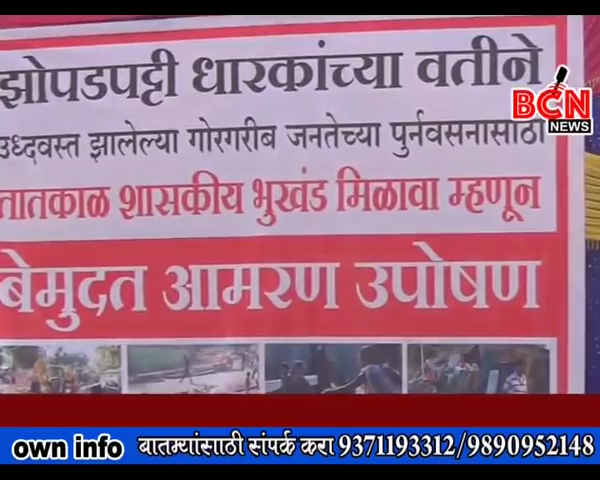 झोपडपट्टी धारकांच्या वतीने
BCN
NEWS
उध्दवस्त झालेल्या गोरगरीब जनतेच्या पुर्नवसनासाठी
तातकाळ शासकीय भुखंड मिळावा म्हणून
बेमुदत आमरण उपोषण
own info
बातम्यांसाठी संपर्क करा 9371193312/9890952148